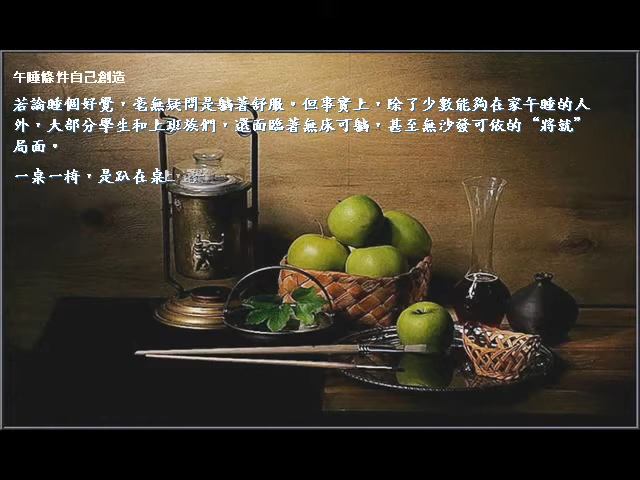 午睡條件自己創造
若論睡個好覺，毫無疑問是躺著舒服。但事實上，除了少數能夠在家午睡的人
外，大部分學生和上班族們，還面臨著無床可躺，甚至無沙發可依的“將就”
局面。
一桌一椅，是趴在桌上，